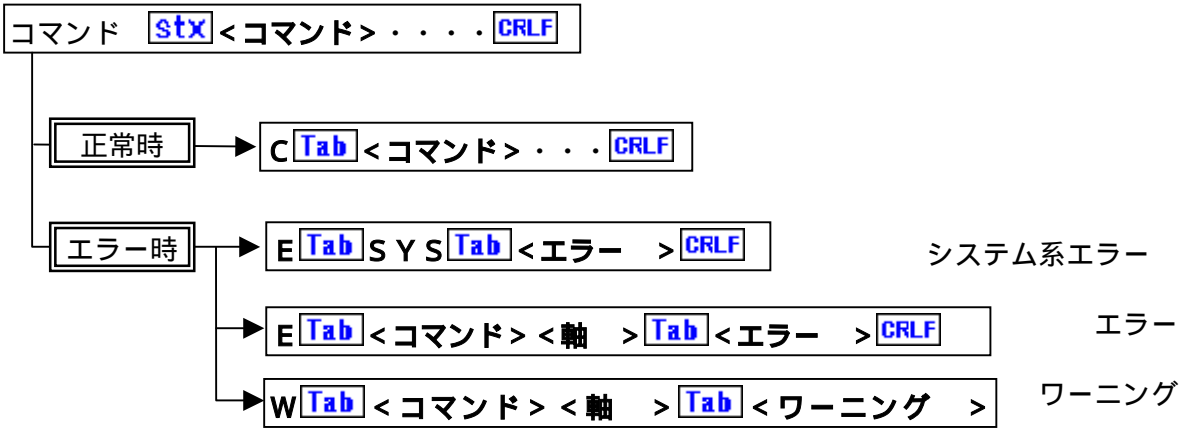 コマンド stx <コマンド>・・・・CRLF
正常時 C Tab <コマンド>・・・CRLF
エラー時 E Tab SYS Tab <エラー　> CRLF システム系エラー
E Tab <コマンド><軸　> Tab <エラー　> CRLF エラー
W Tab <コマンド><軸　> Tab <ワーニング　> ワーニング